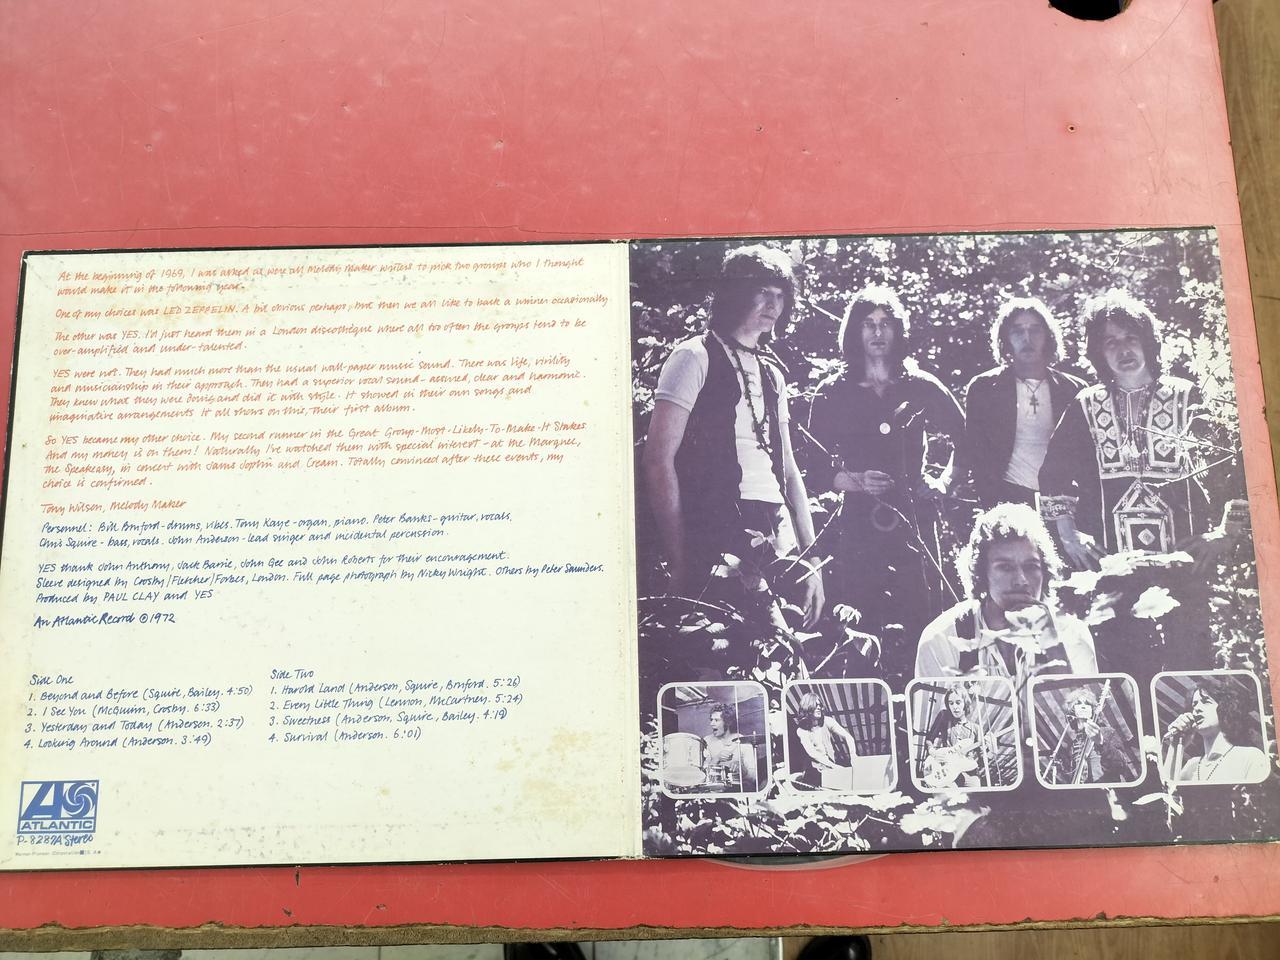 At the beginning of 1969, I was asked as were all Melody Maker writers to pick two groups who I thought
would make it in the following year.
One of my choices was LED ZEPPELIN. A bit obvious perhaps, but then we all like to back a winner occasionally
The other was YES. I'd just heard them in a London discotheque where all too often the groups tend to be
over-amplified and under-talented.
YES were not. They had much more than the usual wall-paper music sound. There was life, virility
and musicianship in their approach. They had a superior vocal sound - assured, clear and harmonic.
They knew what they were doing and did it with style. It showed in their own songs and
imaginative arrangements It all shows on this, their first album.
So YES became my other choice. My second runner in the Great Group-Most-Likely-To-Make-It Stakes
And my money is on them! Naturally I've watched them with special interest - at the Marquee,
the Speakeasy, in concert with Janis Joplin and Cream. Totally convinced after these events, my
choice is confirmed.
Tony Wilson, Melody Maker
Personnel: Bill Bruford - drums, vibes. Tony Kaye - organ, piano. Peter Banks - guitar, vocals,
Chris Squire - bass, vocals. John Anderson - lead singer and incidental percussion.
YES thank John Anthony, Jack Barrie, John Gee and John Roberts for their encouragement.
Sleeve designed by Crosby/Fletcher/Forbes, London. Full page photograph by Nicky Wright. Others by Peter Saunders.
Produced by PAUL CLAY and YES
An Atlantic Record ©1972
Side One
1. Beyond and Before (Squire, Bailey. 4:50)
2. I See You (McGuinn, Crosby. 6:33)
3. Yesterday and Today (Anderson. 2:37)
4. Looking Around (Anderson. 3:49)
Side Two
1. Harold Land (Anderson, Squire, Bruford. 5:26)
2. Every Little Thing (Lennon, McCartney. 5:24)
3. Sweetness (Anderson, Squire, Bailey. 4:19)
4. Survival (Anderson. 6:01)
ATLANTIC
P-8287A Stereo
Warner-Pioneer Corporation